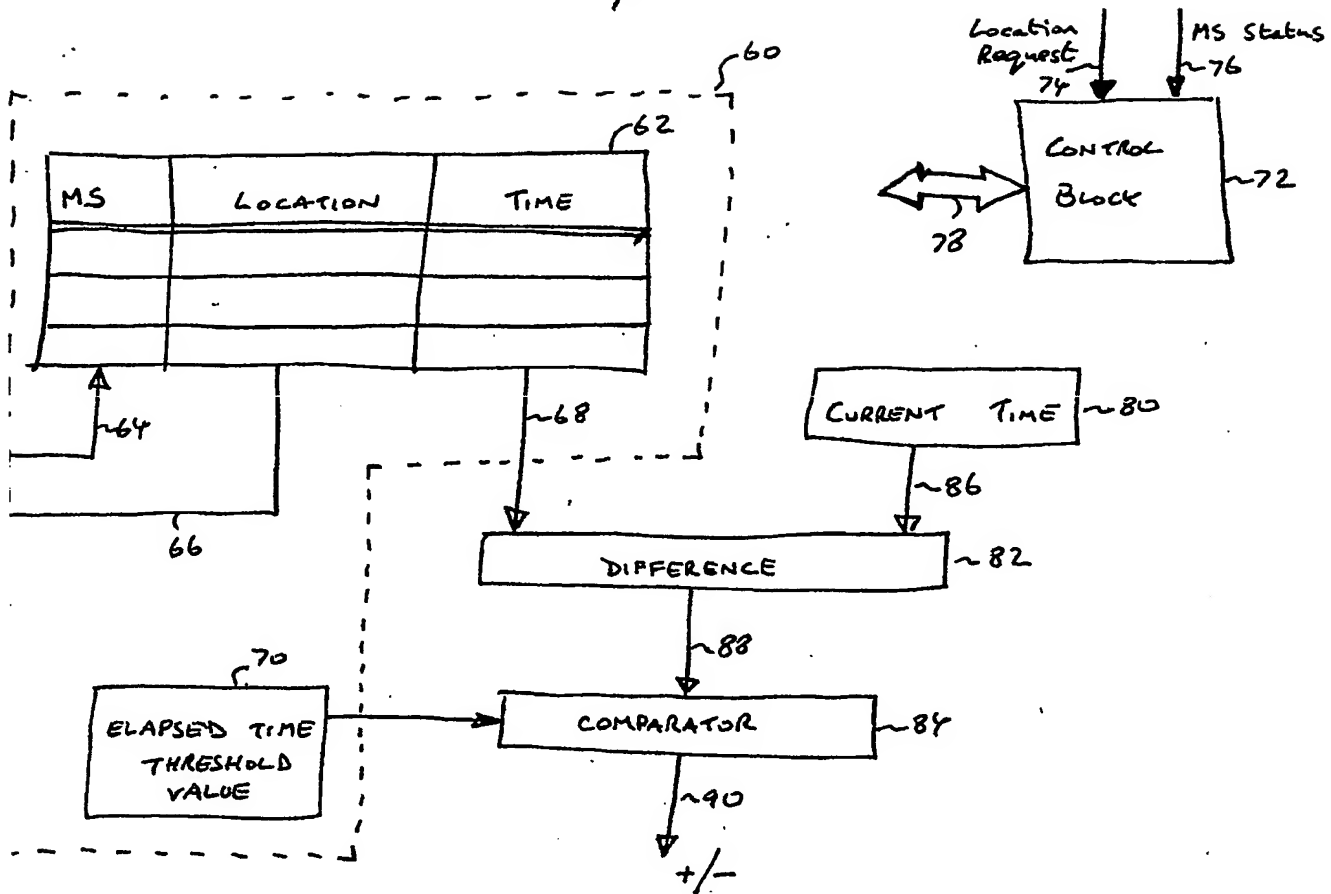 Location
Request
74
MS Status
76
60
62
CONTROL
BLOCK
72
78
MS
LOCATION
TIME
64
68
CURRENT TIME
80
86
66
DIFFERENCE
82
88
70
ELAPSED TIME
THRESHOLD
VALUE
COMPARATOR
84
90
+/-